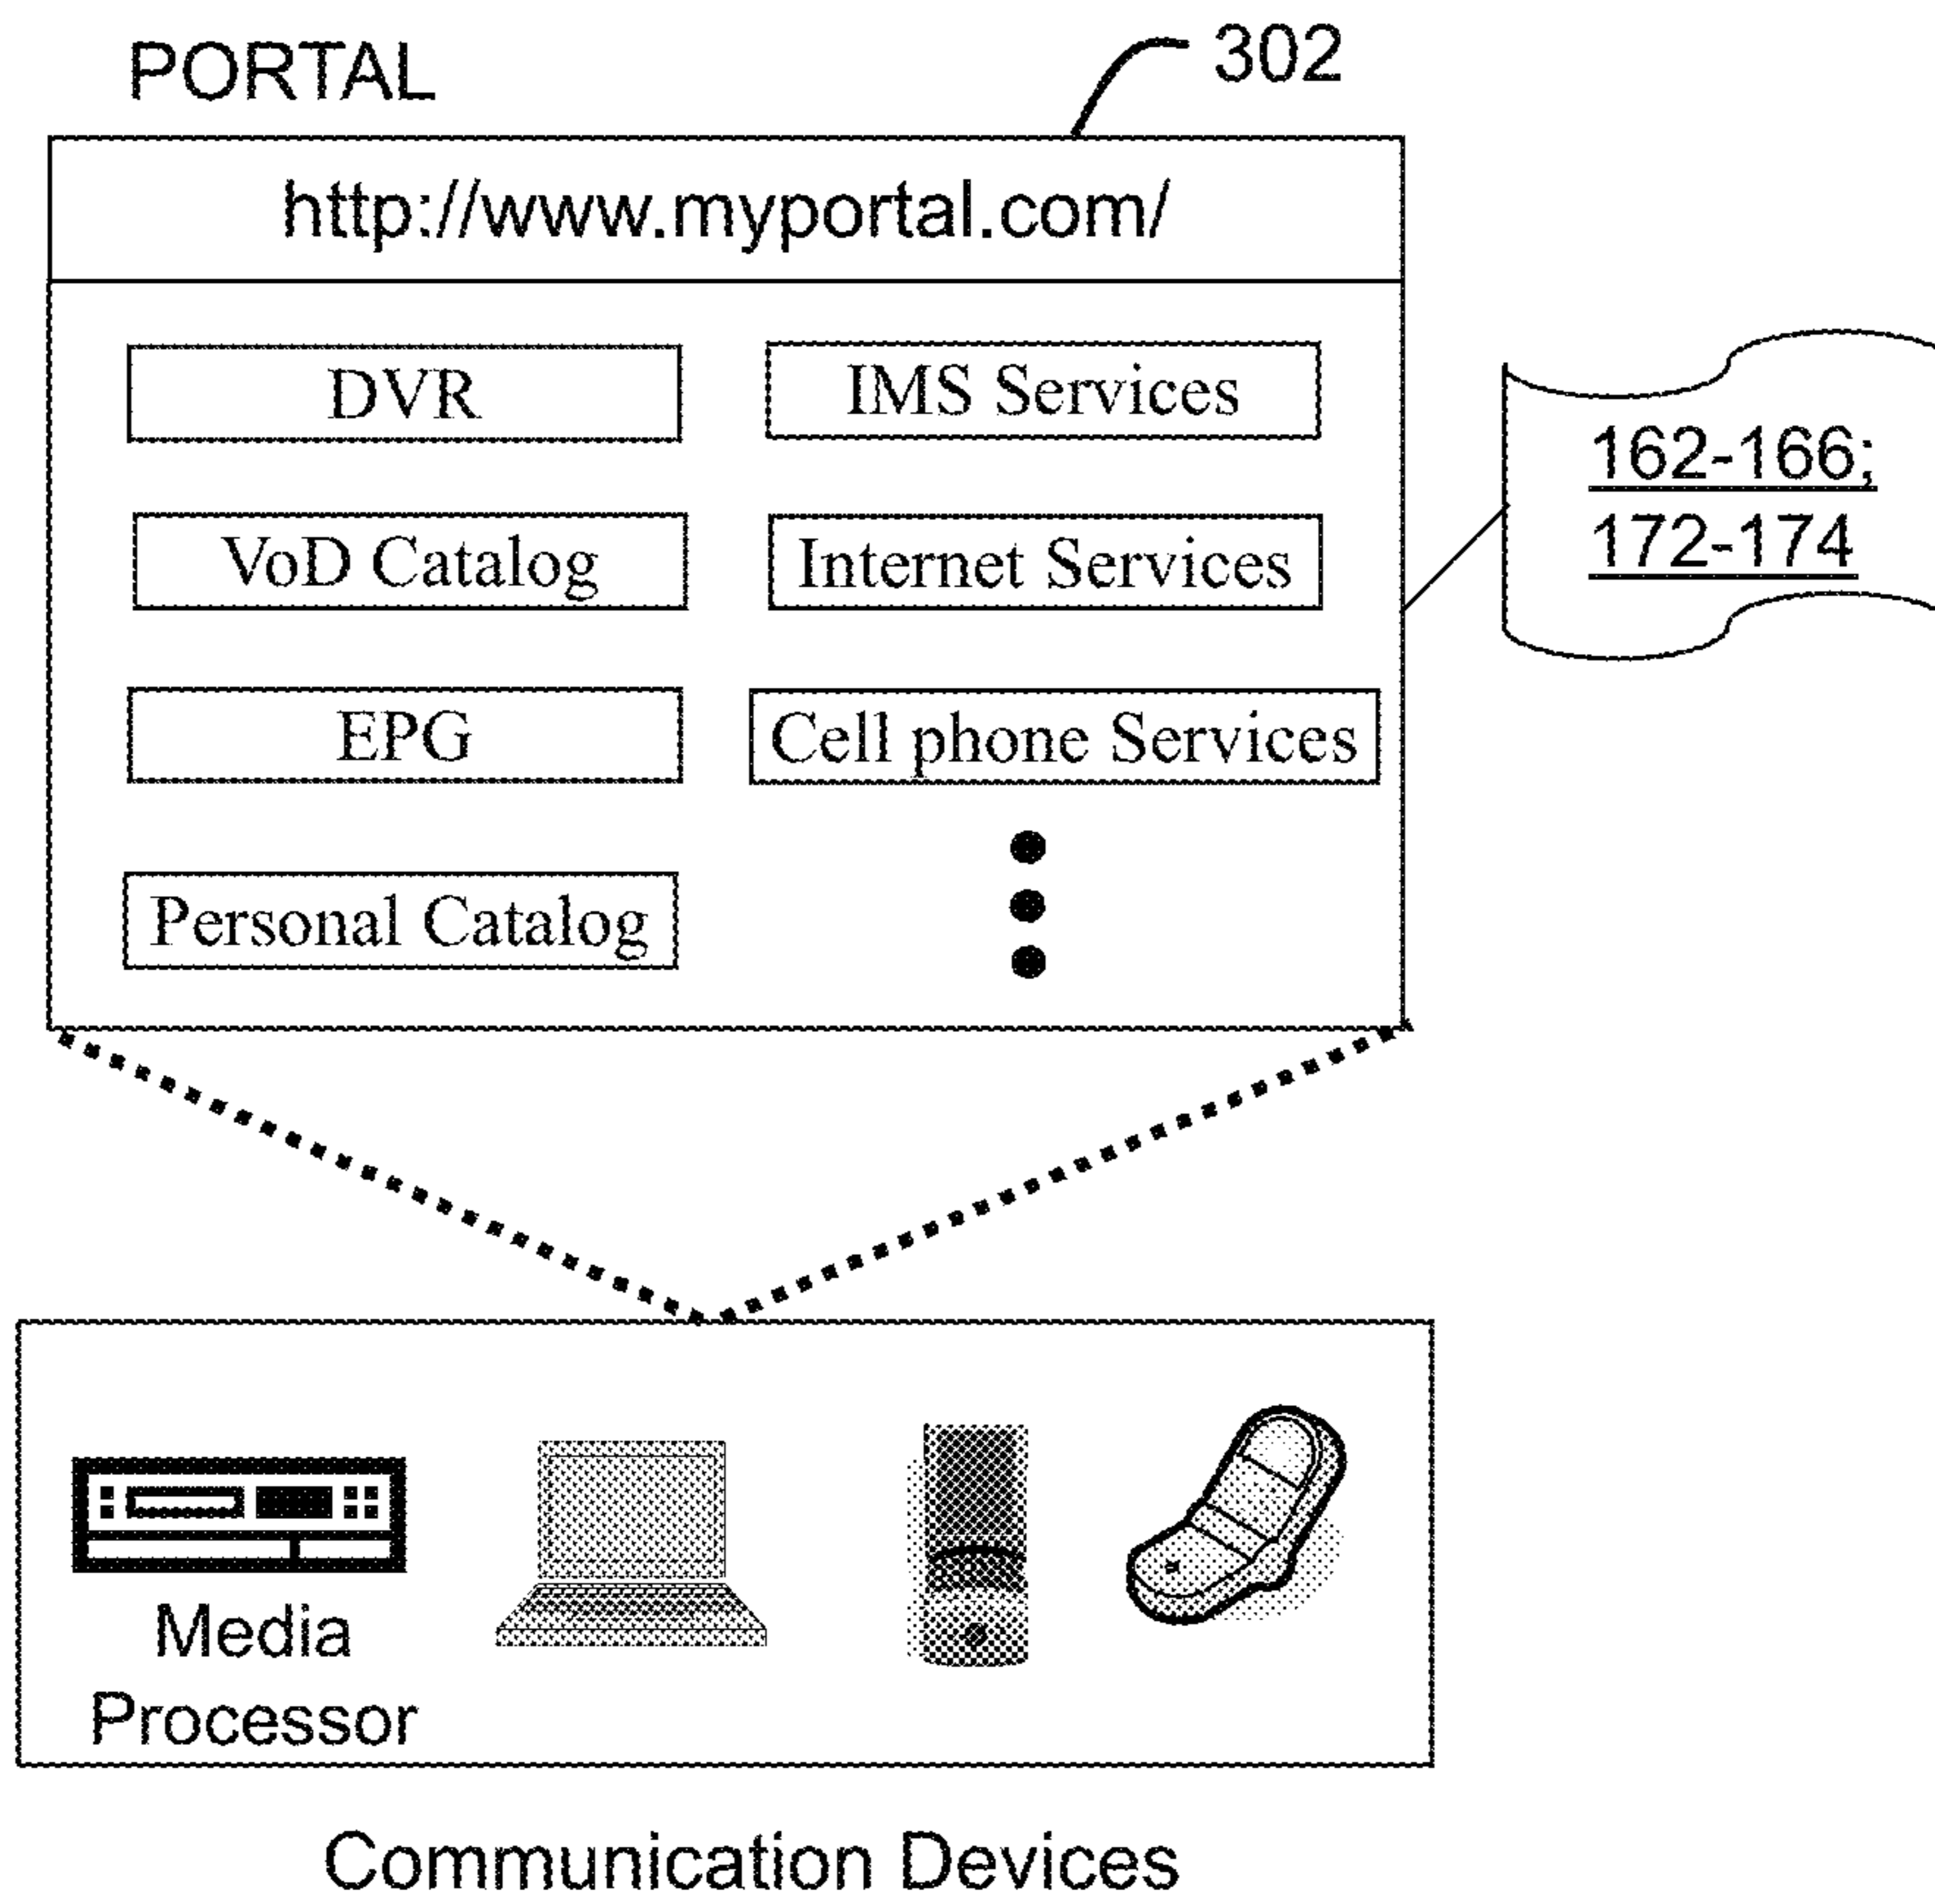 PORTAL
302
http://www.myportal.com/
DVR
IMS Services
VoD Catalog
Internet Services
EPG
Cell phone Services
Personal Catalog
162-166;
172-174
Media
Processor
Communication Devices